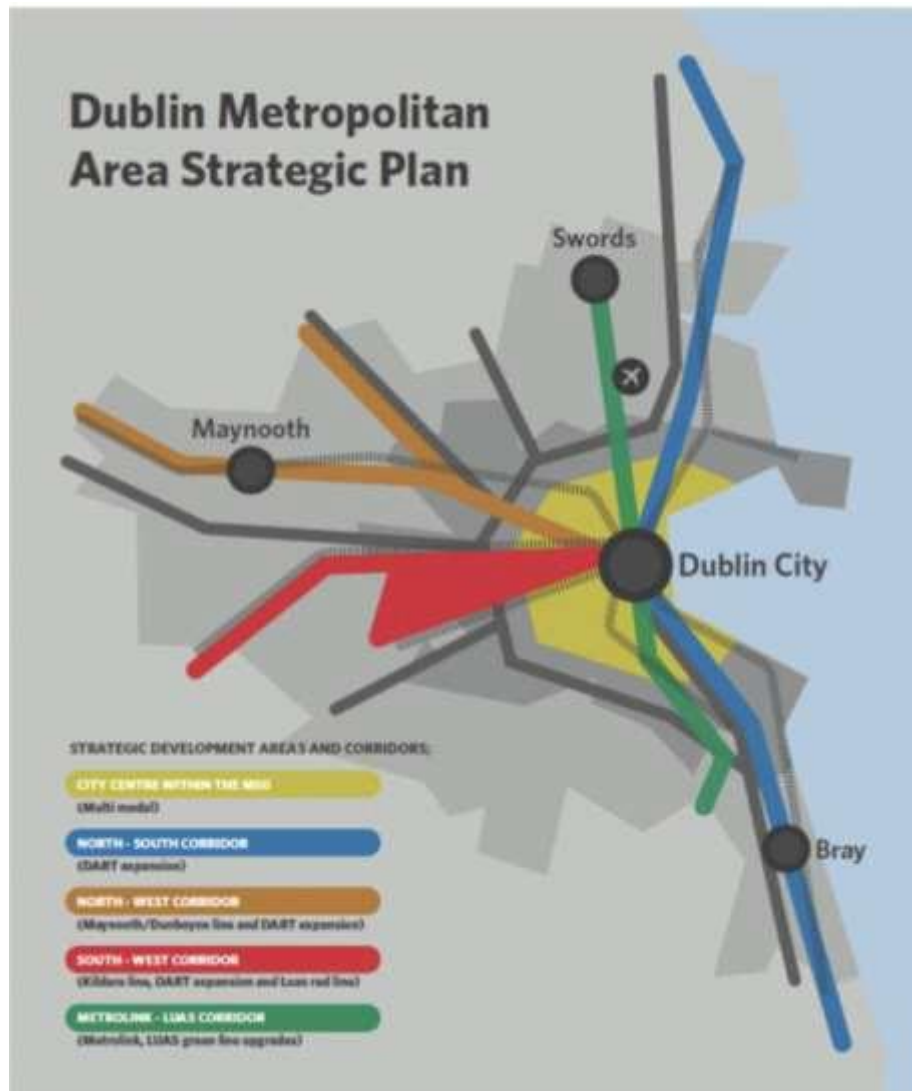 Dublin Metropolitan
Area Strategic Plan
Swords
Maynooth
Dublin City
Bray
STRATEGIC DEVELOPMENT AREAS AND CORRIDORS;
CITY CENTRE WITHIN THE M50
(Multi modal)
NORTH - SOUTH CORRIDOR
(DART expansion)
NORTH - WEST CORRIDOR
(Maynooth/Dunboyne line and DART expansion)
SOUTH - WEST CORRIDOR
(Kildare line, DART expansion and Luas red line)
METROLINK - LUAS CORRIDOR
(Metrolink, LUAS green line upgrades)